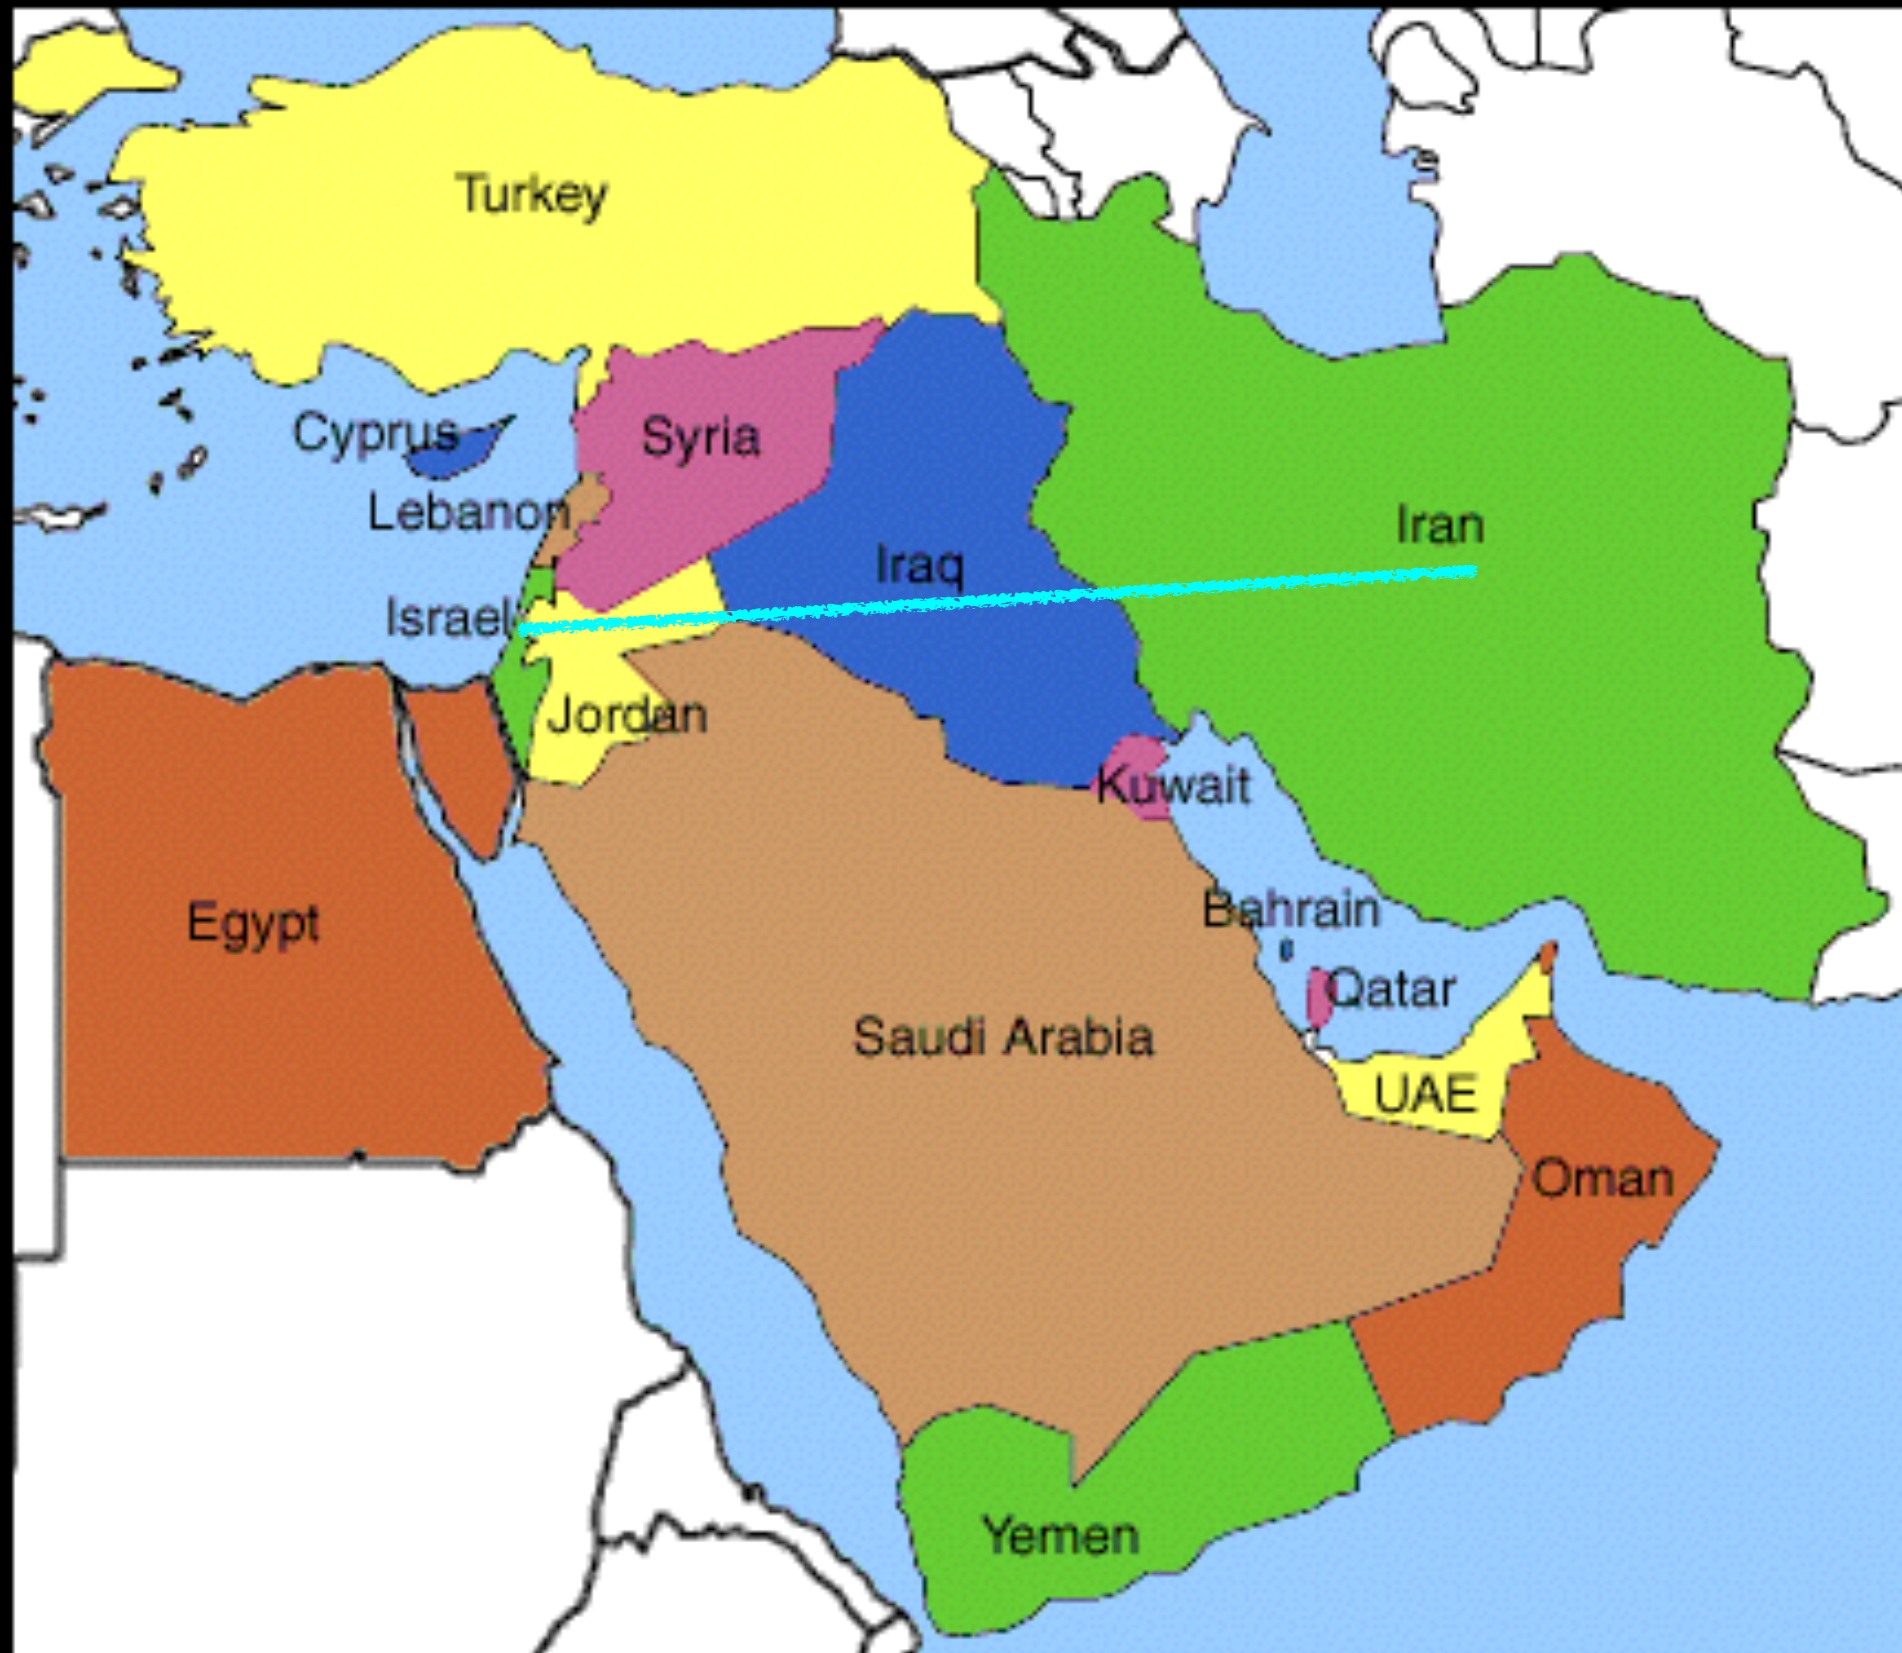 Turkey
Cyprus
Syria
Lebanon
Iran
Iraq
Israel
Jordan
Kuwait
Egypt
Bahrain
Qatar
Saudi Arabia
UAE
Oman
Yemen